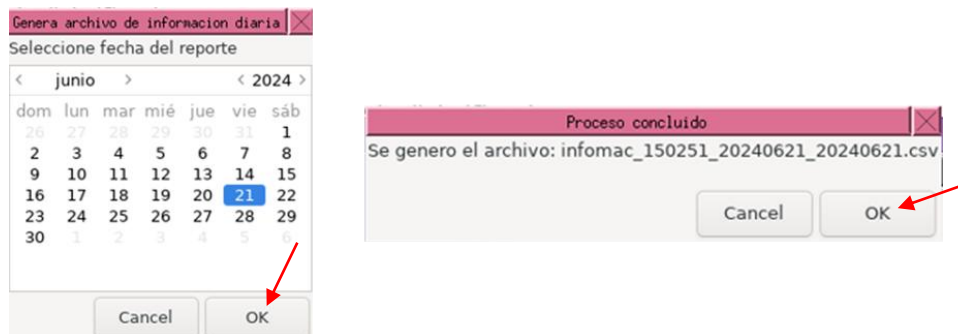 Genera archivo de informacion diaria
Seleccione fecha del reporte
< junio > < 2024 >
dom lun mar mié jue vie sáb
26 27 28 29 30 31 1
2 3 4 5 6 7 8
9 10 11 12 13 14 15
16 17 18 19 20 21 22
23 24 25 26 27 28 29
30 1 2 3 4 5 6
Cancel OK
Proceso concluido
Se genero el archivo: infomac_150251_20240621_20240621.csv
Cancel OK